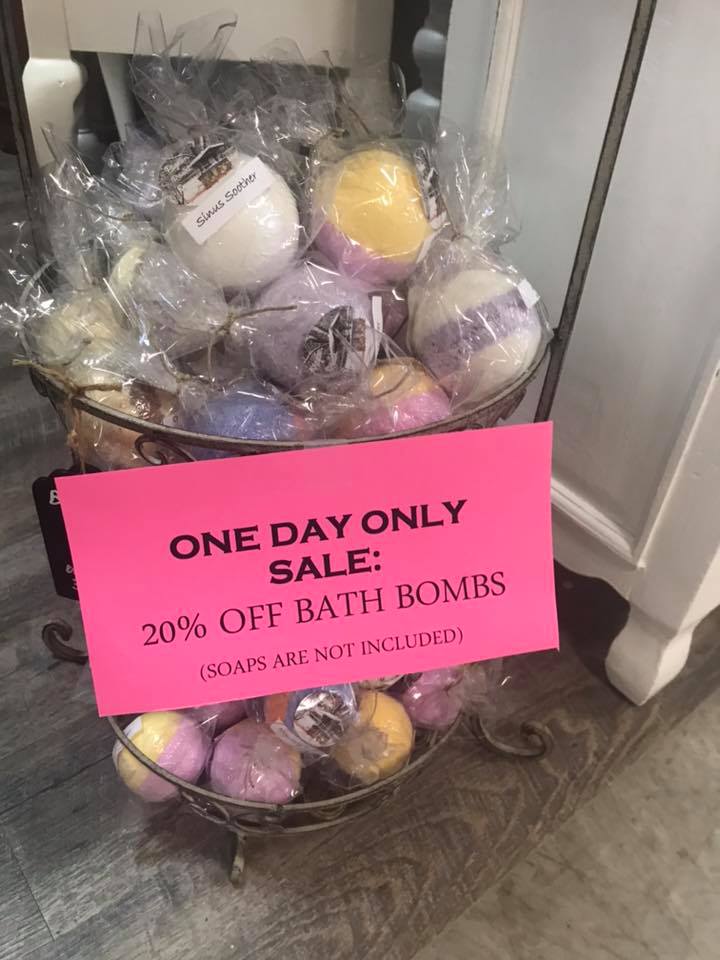 Sinus Soother
ONE DAY ONLY
SALE:
20% OFF BATH BOMBS
(SOAPS ARE NOT INCLUDED)